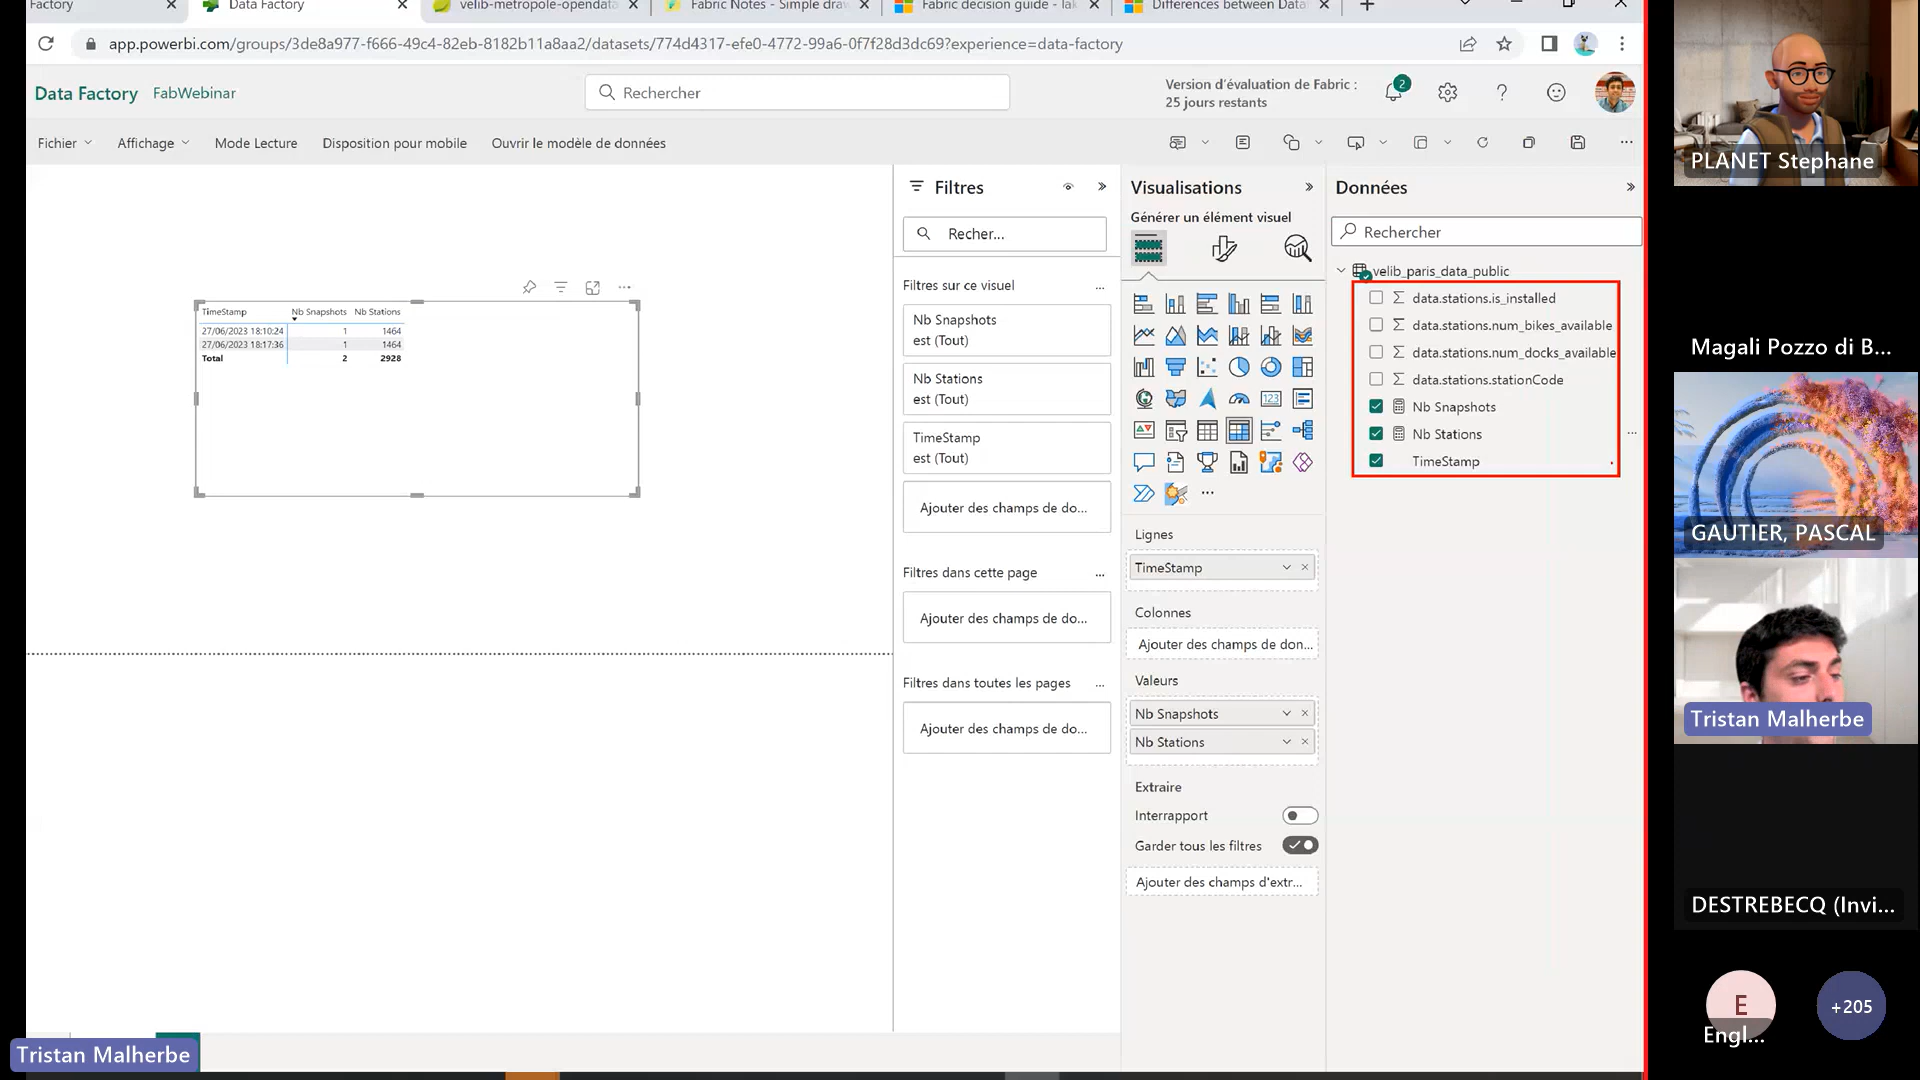 Factory
Data Factory
velib-metropole-opendata
Fabric Notes - Simple draw
Fabric decision guide - lak
Differences between Data
app.powerbi.com/groups/3de8a977-f666-49c4-82eb-8182b11a8aa2/datasets/774d4317-efe0-4772-99a6-0f7f28d3dc69?experience=data-factory
Data Factory FabWebinar
Rechercher
Version d'évaluation de Fabric :
25 jours restants
2
Fichier
Affichage
Mode Lecture
Disposition pour mobile
Ouvrir le modèle de données
TimeStamp Nb Snapshots Nb Stations
27/06/2023 18:10:24 1 1464
27/06/2023 18:17:36 1 1464
Total 2 2928
Filtres
Recher...
Filtres sur ce visuel
Nb Snapshots
est (Tout)
Nb Stations
est (Tout)
TimeStamp
est (Tout)
Ajouter des champs de do...
Filtres dans cette page
Ajouter des champs de do...
Filtres dans toutes les pages
Ajouter des champs de do...
Visualisations
Générer un élément visuel
123
Lignes
TimeStamp
Colonnes
Ajouter des champs de don...
Valeurs
Nb Snapshots
Nb Stations
Extraire
Interrapport
Garder tous les filtres
Ajouter des champs d'extr...
Données
Rechercher
velib_paris_data_public
data.stations.is_installed
data.stations.num_bikes_available
data.stations.num_docks_available
data.stations.stationCode
Nb Snapshots
Nb Stations
TimeStamp
PLANET Stephane
Magali Pozzo di B...
GAUTIER, PASCAL
Tristan Malherbe
DESTREBECQ (Invi...
E
Engl...
+205
Tristan Malherbe